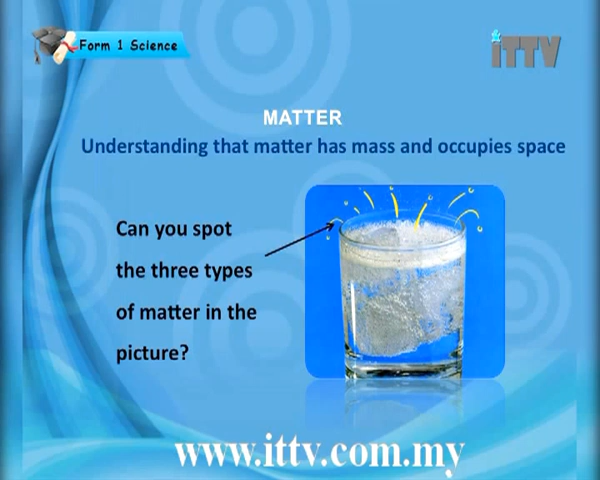 Form 1 Science
iTTV
MATTER
Understanding that matter has mass and occupies space
Can you spot
the three types
of matter in the
picture?
www.ittv.com.my